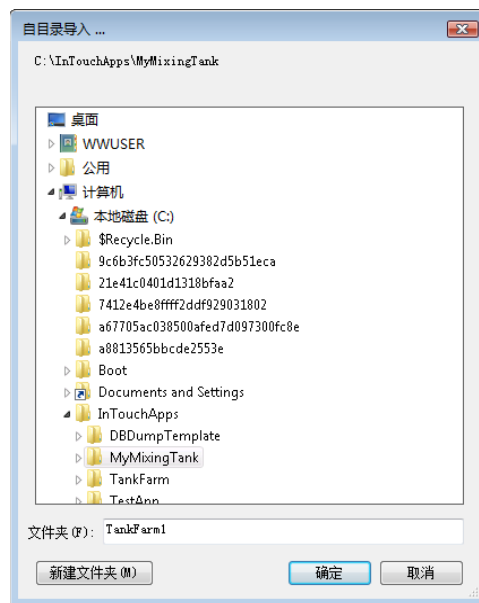 自目录导入 ...
C:\InTouchApps\MyMixingTank
桌面
WWUSER
公用
计算机
本地磁盘 (C:)
$Recycle.Bin
9c6b3fc50532629382d5b51eca
21e41c0401d1318bfaa2
7412e4be8ffff2ddf929031802
a67705ac038500afed7d097300fc8e
a8813565bbcde2553e
Boot
Documents and Settings
InTouchApps
DBDumpTemplate
MyMixingTank
TankFarm
TestApp
文件夹(F): TankFarm1
新建文件夹(M) 确定 取消